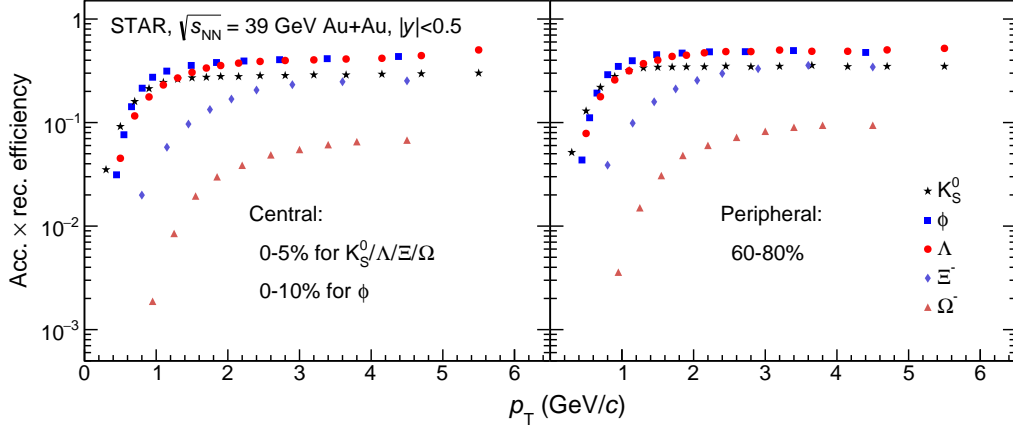 STAR, √s_NN = 39 GeV Au+Au, |y|<0.5
Acc. × rec. efficiency
1
10⁻¹
10⁻²
10⁻³
Central:
0-5% for K⁰_S/Λ/Ξ/Ω
0-10% for ϕ
Peripheral:
60-80%
K⁰_S
ϕ
Λ
Ξ⁻
Ω⁻
0 1 2 3 4 5 6
1 2 3 4 5 6
p_T (GeV/c)